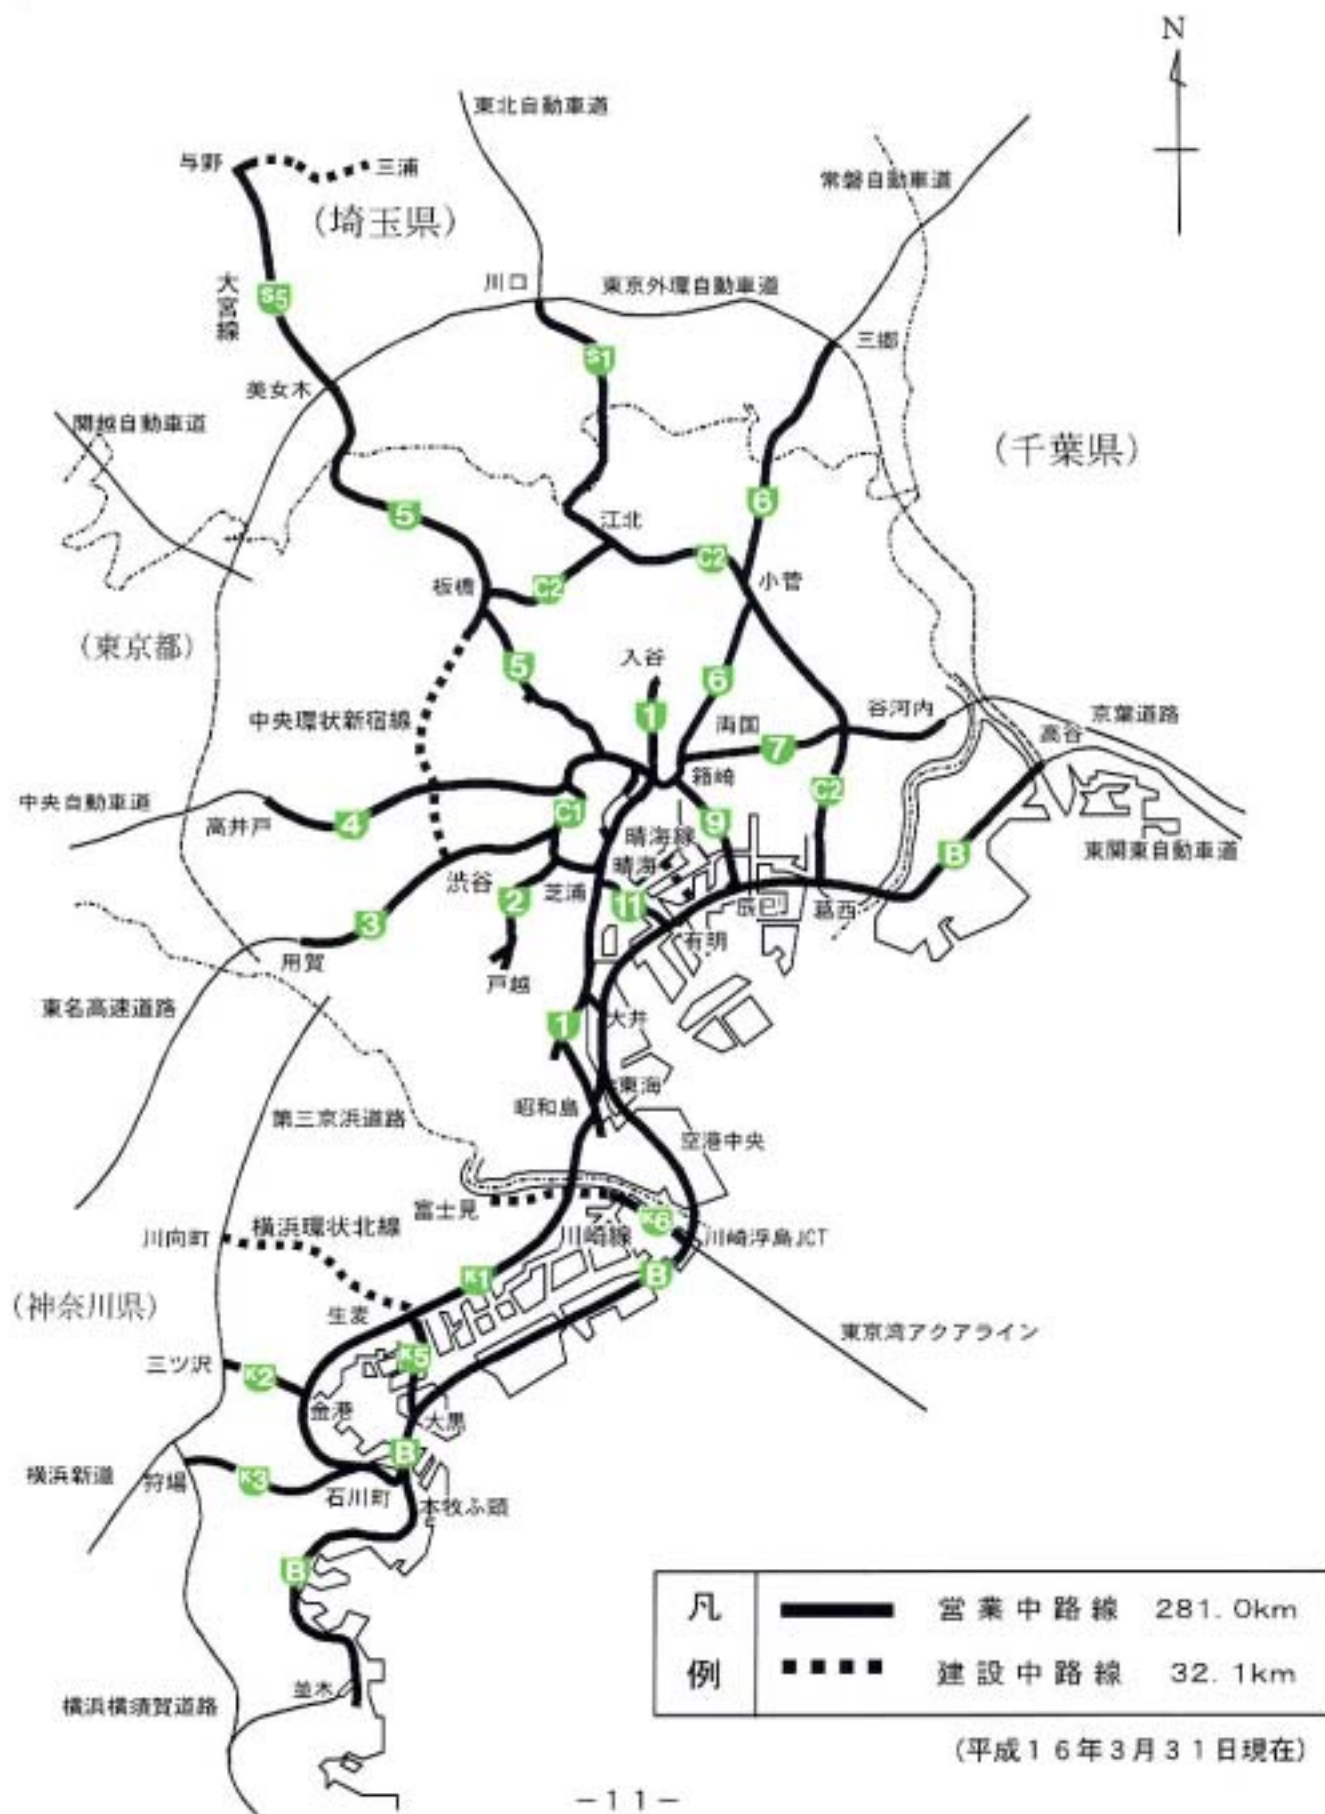 N
東北自動車道
与野
三浦
常磐自動車道
(埼玉県)
川口
東京外環自動車道
大宮線
S5
三郷
S1
美女木
関越自動車道
(千葉県)
6
5
江北
C2
小菅
板橋
C2
(東京都)
入谷
5
6
中央環状新宿線
1
両国
谷河内
京葉道路
7
高谷
箱崎
中央自動車道
高井戸
4
C1
C2
9
晴海線
B
東関東自動車道
晴海
渋谷
2
芝浦
11
辰巳
葛西
3
有明
用賀
戸越
東名高速道路
1
大井
東海
昭和島
第三京浜道路
空港中央
富士見
K6
川崎線
川崎浮島JCT
横浜環状北線
川向町
K1
B
(神奈川県)
生麦
東京湾アクアライン
K5
三ツ沢
K2
金港
大黒
B
横浜新道
狩場
K3
石川町
本牧ふ頭
B
並木
横浜横須賀道路
凡例
営業中路線 281.0km
建設中路線 32.1km
(平成16年3月31日現在)
－11－